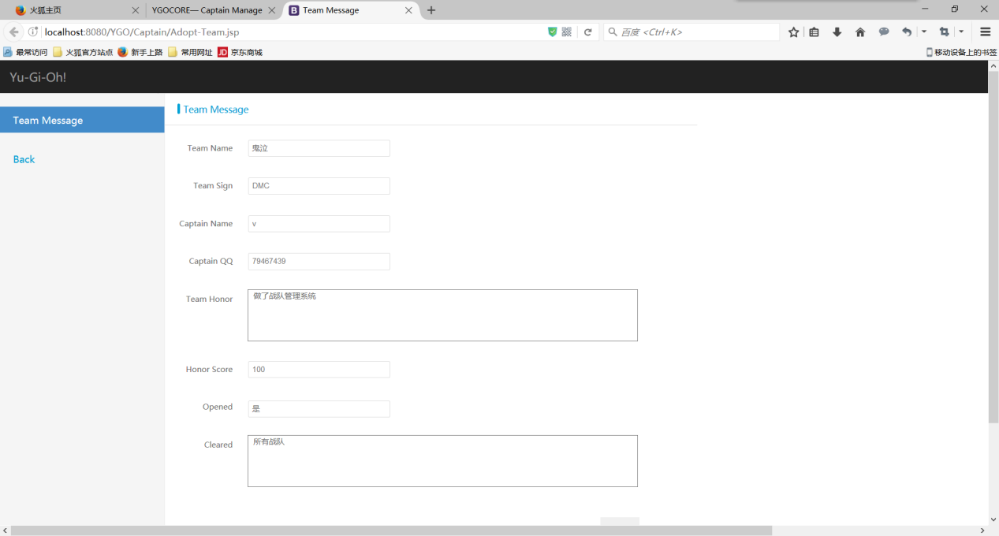 火狐主页
YGOCORE— Captain Manage
Team Message
localhost:8080/YGO/Captain/Adopt-Team.jsp
百度 <Ctrl+K>
最常访问 火狐官方站点 新手上路 常用网址 JD 京东商城 移动设备上的书签
Yu-Gi-Oh!
Team Message
Back
Team Message
Team Name 鬼泣
Team Sign DMC
Captain Name v
Captain QQ 79467439
Team Honor 做了战队管理系统
Honor Score 100
Opened 是
Cleared 所有战队